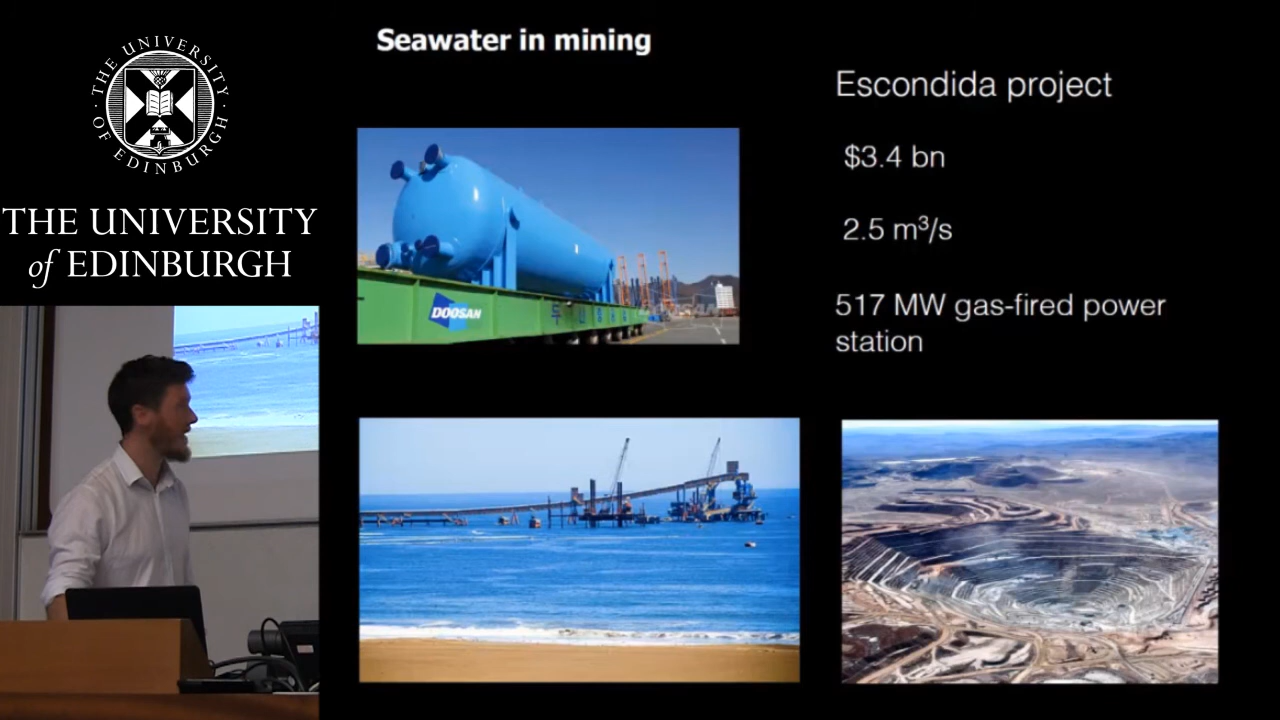 THE UNIVERSITY OF EDINBURGH
THE UNIVERSITY
of EDINBURGH
Seawater in mining
Escondida project
$3.4 bn
2.5 m³/s
517 MW gas-fired power
station
DOOSAN